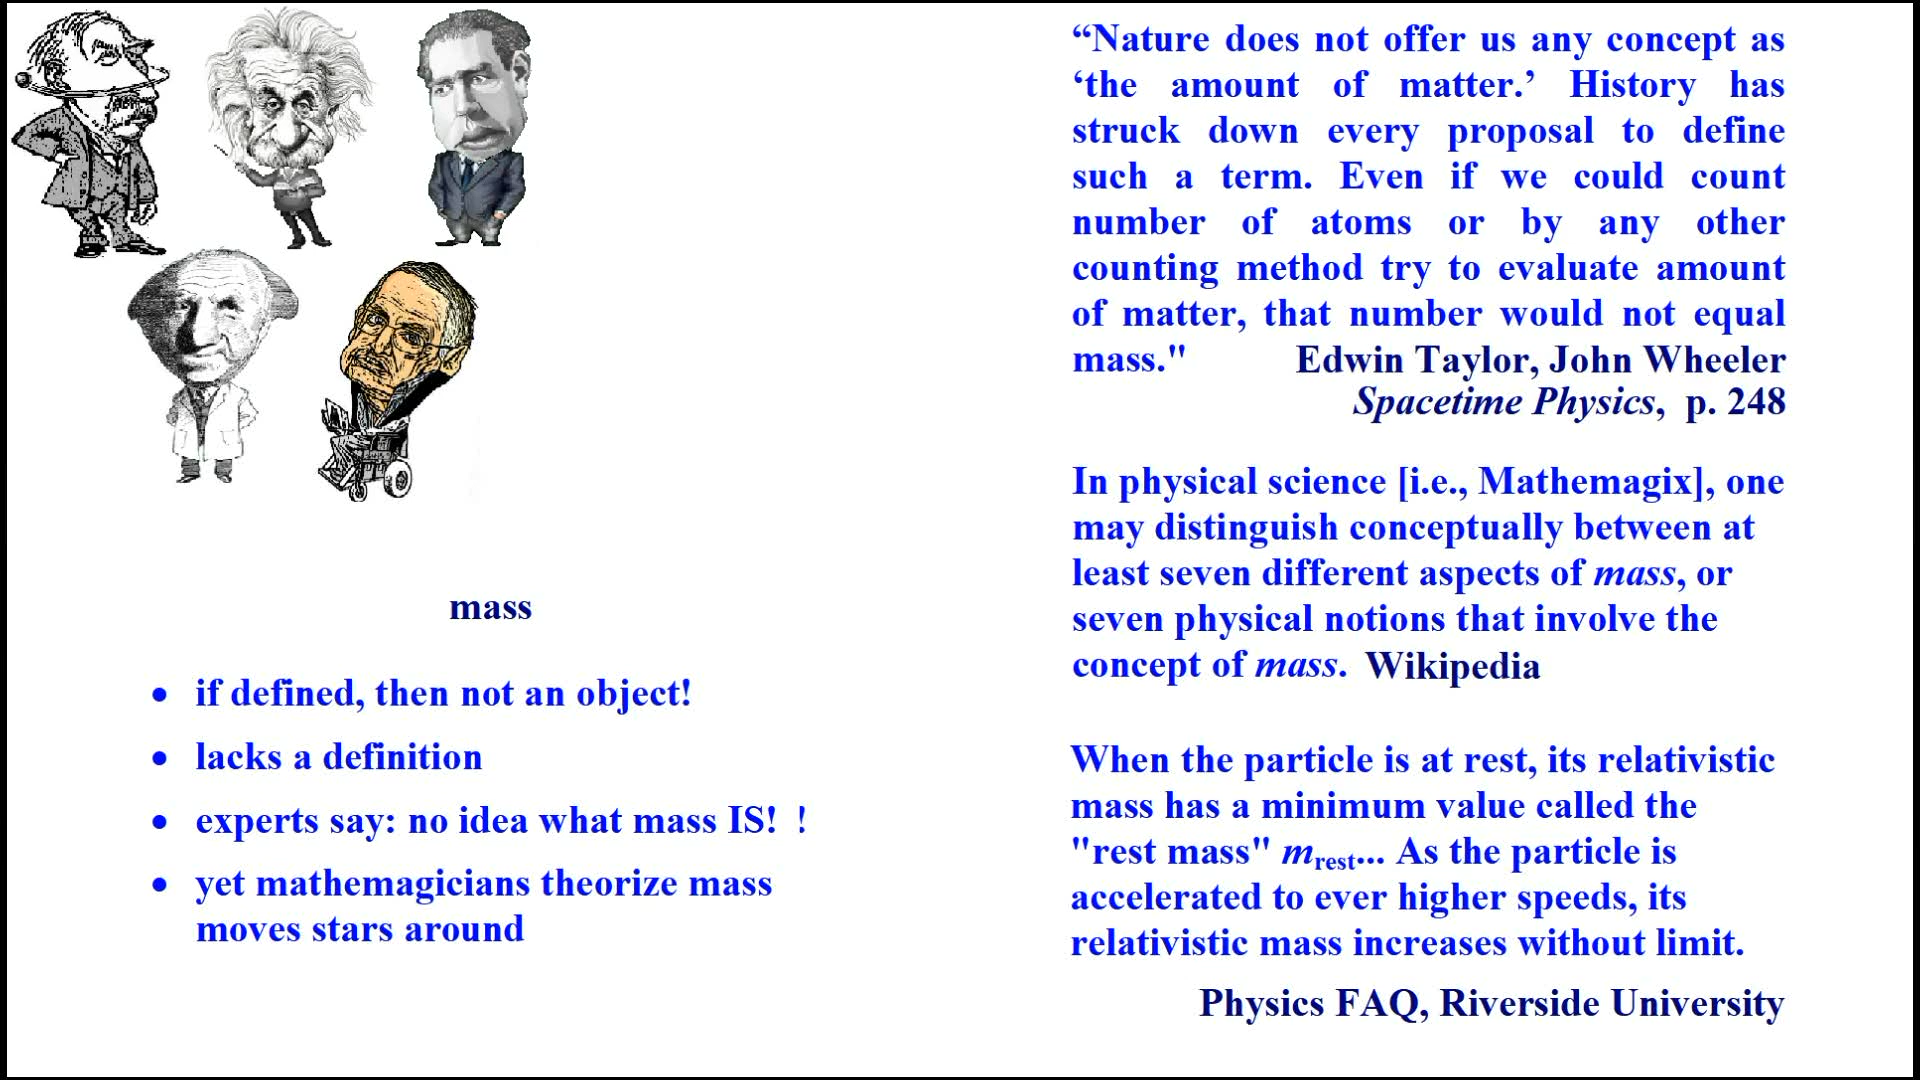 “Nature does not offer us any concept as
‘the amount of matter.’ History has
struck down every proposal to define
such a term. Even if we could count
number of atoms or by any other
counting method try to evaluate amount
of matter, that number would not equal
mass." Edwin Taylor, John Wheeler
Spacetime Physics, p. 248
In physical science [i.e., Mathemagix], one
may distinguish conceptually between at
least seven different aspects of mass, or
seven physical notions that involve the
concept of mass. Wikipedia
When the particle is at rest, its relativistic
mass has a minimum value called the
"rest mass" mrest... As the particle is
accelerated to ever higher speeds, its
relativistic mass increases without limit.
Physics FAQ, Riverside University
mass
• if defined, then not an object!
• lacks a definition
• experts say: no idea what mass IS! !
• yet mathemagicians theorize mass
moves stars around